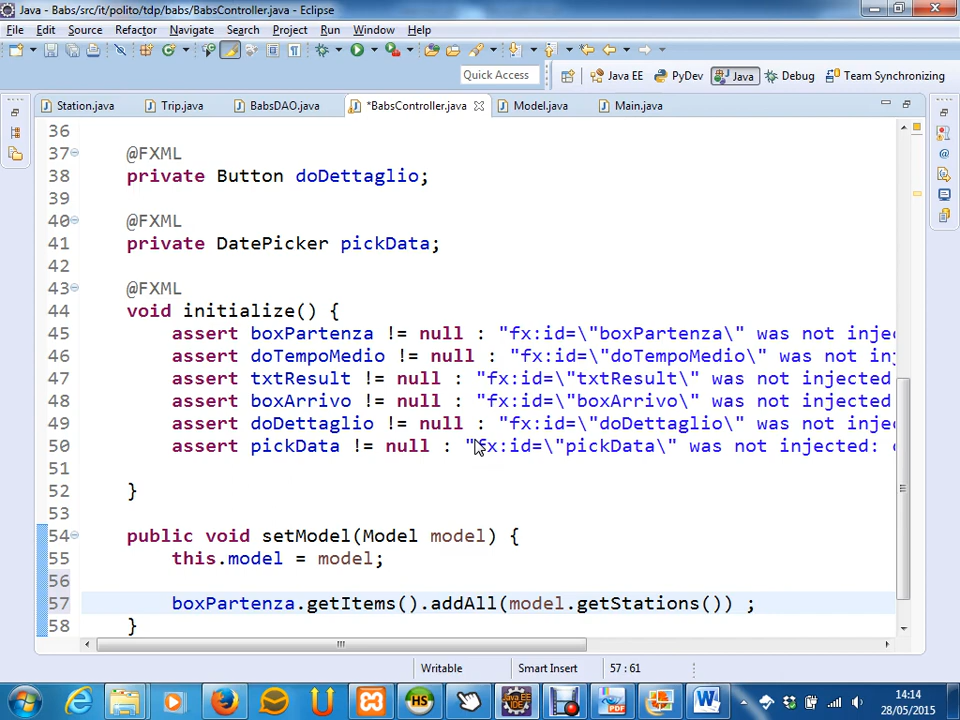 Java - Babs/src/it/polito/tdp/babs/BabsController.java - Eclipse
File Edit Source Refactor Navigate Search Project Run Window Help
Quick Access Java EE PyDev Java Debug Team Synchronizing
Station.java Trip.java BabsDAO.java *BabsController.java Model.java Main.java
36
37 @FXML
38 private Button doDettaglio;
39
40 @FXML
41 private DatePicker pickData;
42
43 @FXML
44 void initialize() {
45 assert boxPartenza != null : "fx:id=\"boxPartenza\" was not injec
46 assert doTempoMedio != null : "fx:id=\"doTempoMedio\" was not inj
47 assert txtResult != null : "fx:id=\"txtResult\" was not injected
48 assert boxArrivo != null : "fx:id=\"boxArrivo\" was not injected:
49 assert doDettaglio != null : "fx:id=\"doDettaglio\" was not injec
50 assert pickData != null : "fx:id=\"pickData\" was not injected: c
51
52 }
53
54 public void setModel(Model model) {
55 this.model = model;
56
57 boxPartenza.getItems().addAll(model.getStations()) ;
58 }
Writable Smart Insert 57 : 61
14:14
28/05/2015